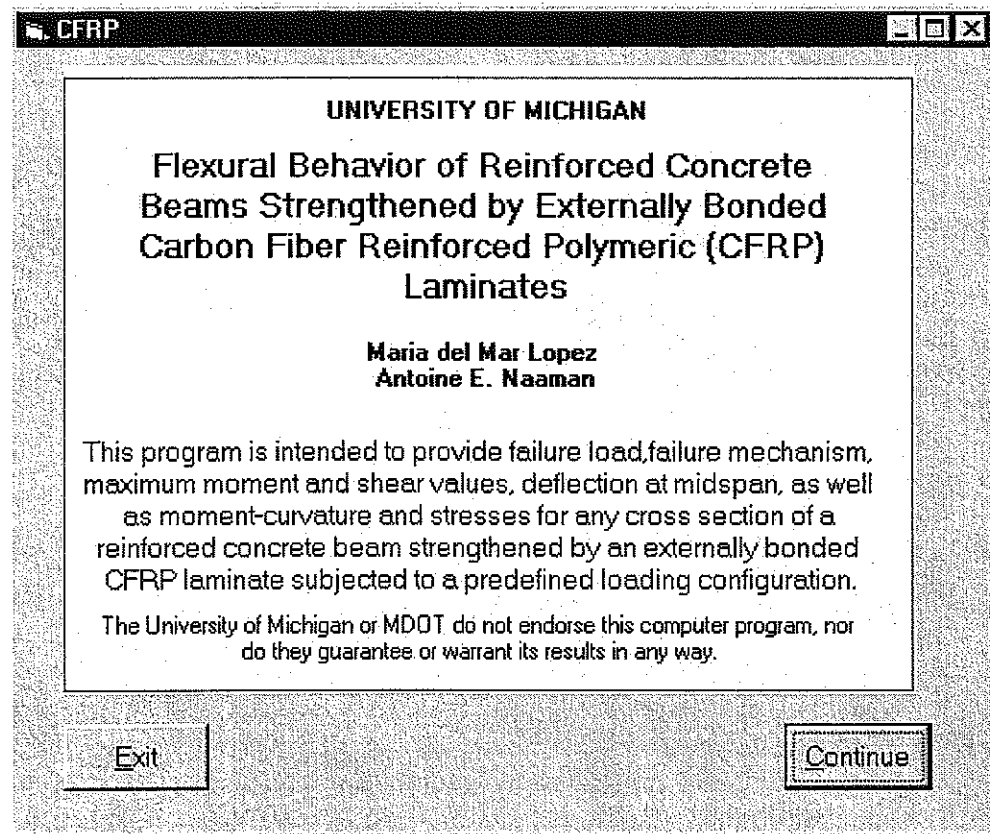 CFRP
UNIVERSITY OF MICHIGAN
Flexural Behavior of Reinforced Concrete
Beams Strengthened by Externally Bonded
Carbon Fiber Reinforced Polymeric (CFRP)
Laminates
Maria del Mar Lopez
Antoine E. Naaman
This program is intended to provide failure load,failure mechanism,
maximum moment and shear values, deflection at midspan, as well
as moment-curvature and stresses for any cross section of a
reinforced concrete beam strengthened by an externally bonded
CFRP laminate subjected to a predefined loading configuration.
The University of Michigan or MDOT do not endorse this computer program, nor
do they guarantee or warrant its results in any way.
Exit
Continue